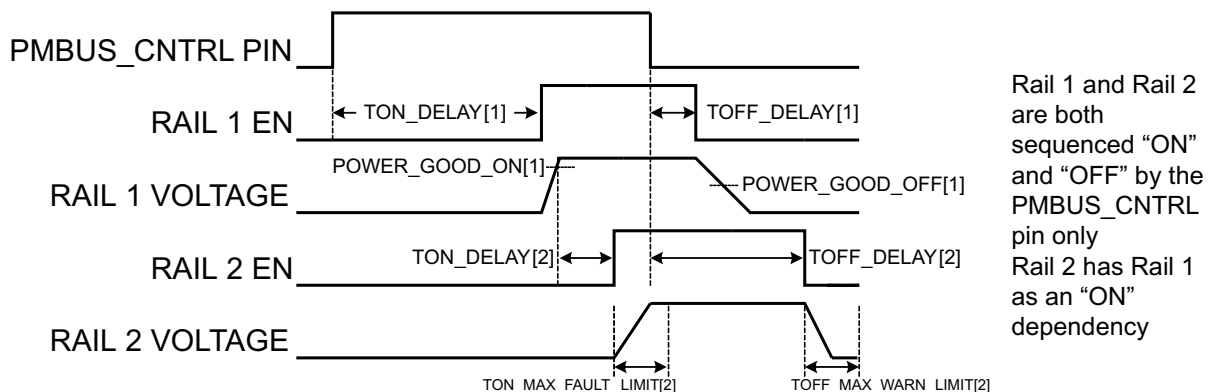 PMBUS_CNTRL PIN
TON_DELAY[1]
TOFF_DELAY[1]
RAIL 1 EN
POWER_GOOD_ON[1]
RAIL 1 VOLTAGE
POWER_GOOD_OFF[1]
TON_DELAY[2]
TOFF_DELAY[2]
RAIL 2 EN
RAIL 2 VOLTAGE
TON_MAX_FAULT_LIMIT[2]
TOFF_MAX_WARN_LIMIT[2]
Rail 1 and Rail 2
are both
sequenced “ON”
and “OFF” by the
PMBUS_CNTRL
pin only
Rail 2 has Rail 1
as an “ON”
dependency